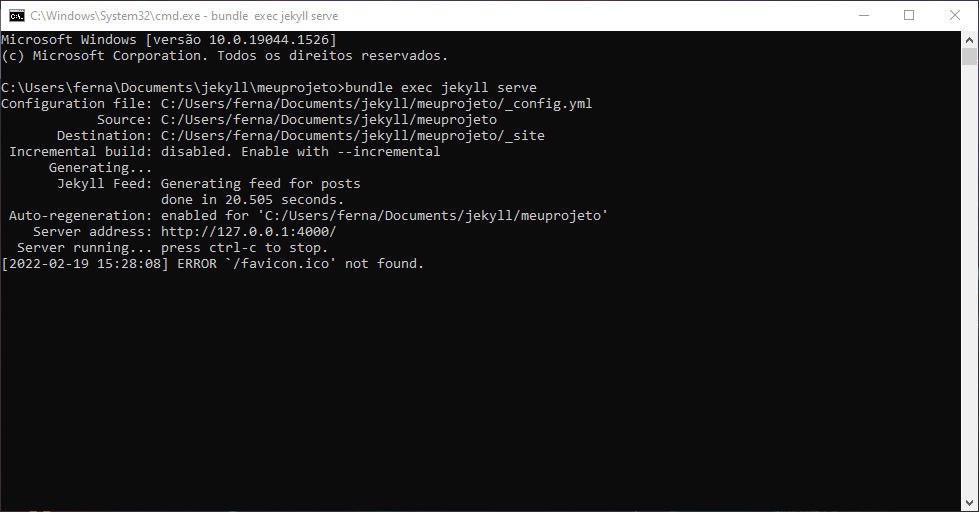 C:\Windows\System32\cmd.exe - bundle  exec jekyll serve
Microsoft Windows [versão 10.0.19044.1526]
(c) Microsoft Corporation. Todos os direitos reservados.
C:\Users\ferna\Documents\jekyll\meuprojeto>bundle exec jekyll serve
Configuration file: C:/Users/ferna/Documents/jekyll/meuprojeto/_config.yml
            Source: C:/Users/ferna/Documents/jekyll/meuprojeto
       Destination: C:/Users/ferna/Documents/jekyll/meuprojeto/_site
 Incremental build: disabled. Enable with --incremental
      Generating...
       Jekyll Feed: Generating feed for posts
                    done in 20.505 seconds.
 Auto-regeneration: enabled for 'C:/Users/ferna/Documents/jekyll/meuprojeto'
    Server address: http://127.0.0.1:4000/
  Server running... press ctrl-c to stop.
[2022-02-19 15:28:08] ERROR `/favicon.ico' not found.